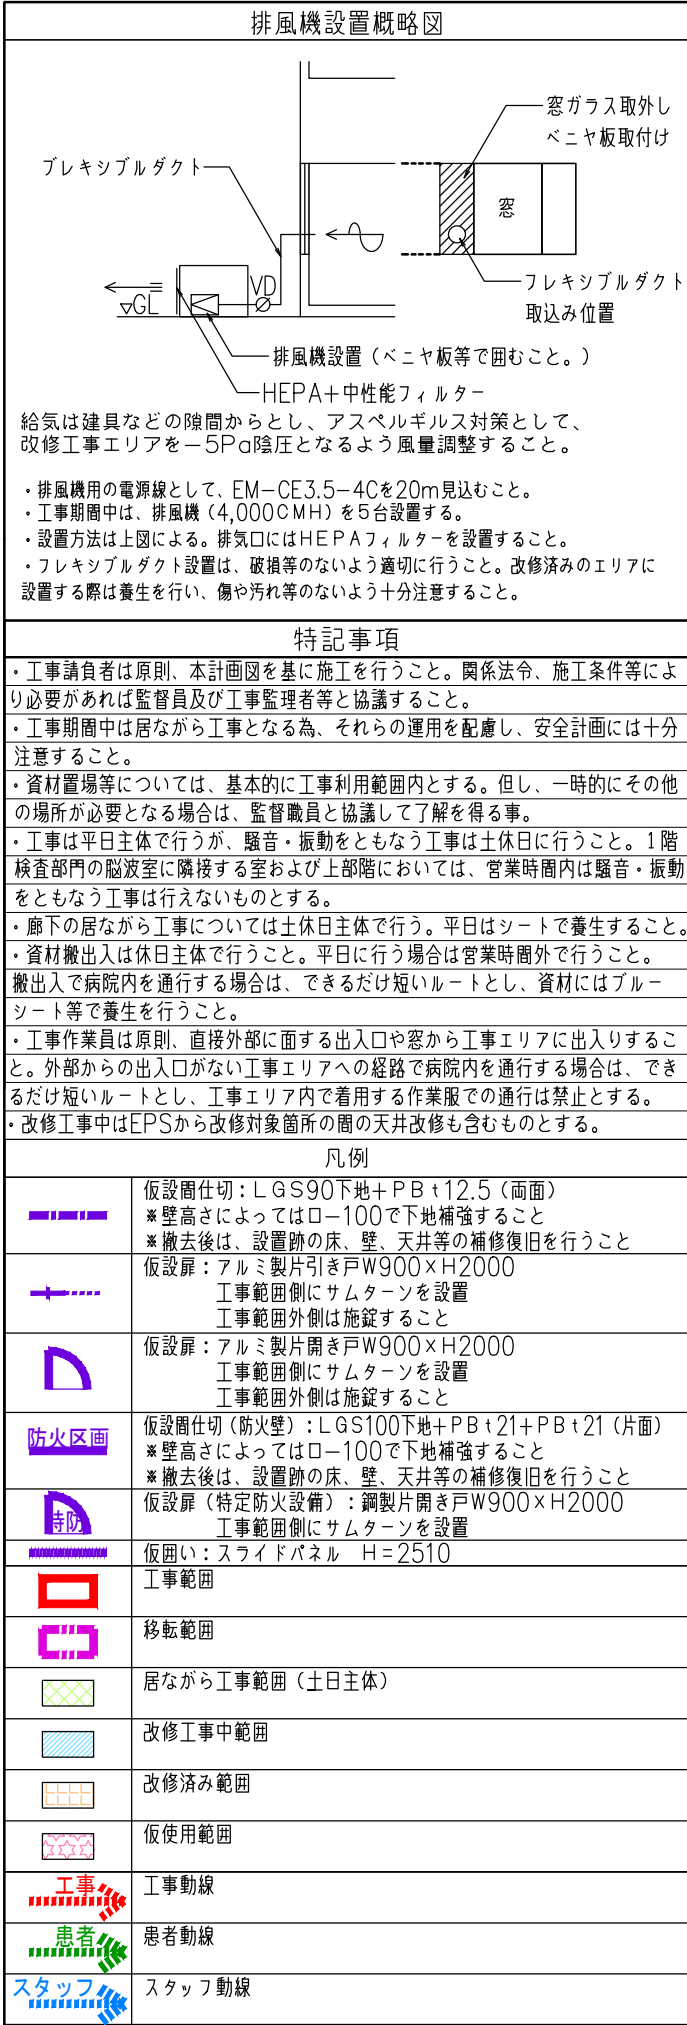 排風機設置概略図
窓ガラス取外し
ベニヤ板取付け
ブレキシブルダクト
窓
フレキシブルダクト
取込み位置
VD
▽GL
排風機設置（ベニヤ板等で囲むこと。）
HEPA＋中性能フィルター
給気は建具などの隙間からとし、アスペルギルス対策として、
改修工事エリアを－5Pa陰圧となるよう風量調整すること。
・排風機用の電源線として、EM－CE3.5－4Cを20m見込むこと。
・工事期間中は、排風機（4,000CMH）を5台設置する。
・設置方法は上図による。排気口にはHEPAフィルターを設置すること。
・フレキシブルダクト設置は、破損等のないよう適切に行うこと。改修済みのエリアに
設置する際は養生を行い、傷や汚れ等のないよう十分注意すること。
特記事項
・工事請負者は原則、本計画図を基に施工を行うこと。関係法令、施工条件等によ
り必要があれば監督員及び工事監理者等と協議すること。
・工事期間中は居ながら工事となる為、それらの運用を配慮し、安全計画には十分
注意すること。
・資材置場等については、基本的に工事利用範囲内とする。但し、一時的にその他
の場所が必要となる場合は、監督職員と協議して了解を得る事。
・工事は平日主体で行うが、騒音・振動をともなう工事は土休日に行うこと。1階
検査部門の脳波室に隣接する室および上部階においては、営業時間内は騒音・振動
をともなう工事は行えないものとする。
・廊下の居ながら工事については土休日主体で行う。平日はシートで養生すること。
・資材搬出入は休日主体で行うこと。平日に行う場合は営業時間外で行うこと。
搬出入で病院内を通行する場合は、できるだけ短いルートとし、資材にはブルー
シート等で養生を行うこと。
・工事作業員は原則、直接外部に面する出入口や窓から工事エリアに出入りするこ
と。外部からの出入口がない工事エリアへの経路で病院内を通行する場合は、でき
るだけ短いルートとし、工事エリア内で着用する作業服での通行は禁止とする。
・改修工事中はEPSから改修対象箇所の間の天井改修も含むものとする。
凡例
仮設間仕切：LGS90下地＋PBt12.5（両面）
※壁高さによってはロ－100で下地補強すること
※撤去後は、設置跡の床、壁、天井等の補修復旧を行うこと
仮設扉：アルミ製片引き戸W900×H2000
工事範囲側にサムターンを設置
工事範囲外側は施錠すること
仮設扉：アルミ製片開き戸W900×H2000
工事範囲側にサムターンを設置
工事範囲外側は施錠すること
防火区画
仮設間仕切（防火壁）：LGS100下地＋PBt21＋PBt21（片面）
※壁高さによってはロ－100で下地補強すること
※撤去後は、設置跡の床、壁、天井等の補修復旧を行うこと
特防
仮設扉（特定防火設備）：鋼製片開き戸W900×H2000
工事範囲側にサムターンを設置
仮囲い：スライドパネル　H＝2510
工事範囲
移転範囲
居ながら工事範囲（土日主体）
改修工事中範囲
改修済み範囲
仮使用範囲
工事
工事動線
患者
患者動線
スタッフ
スタッフ動線